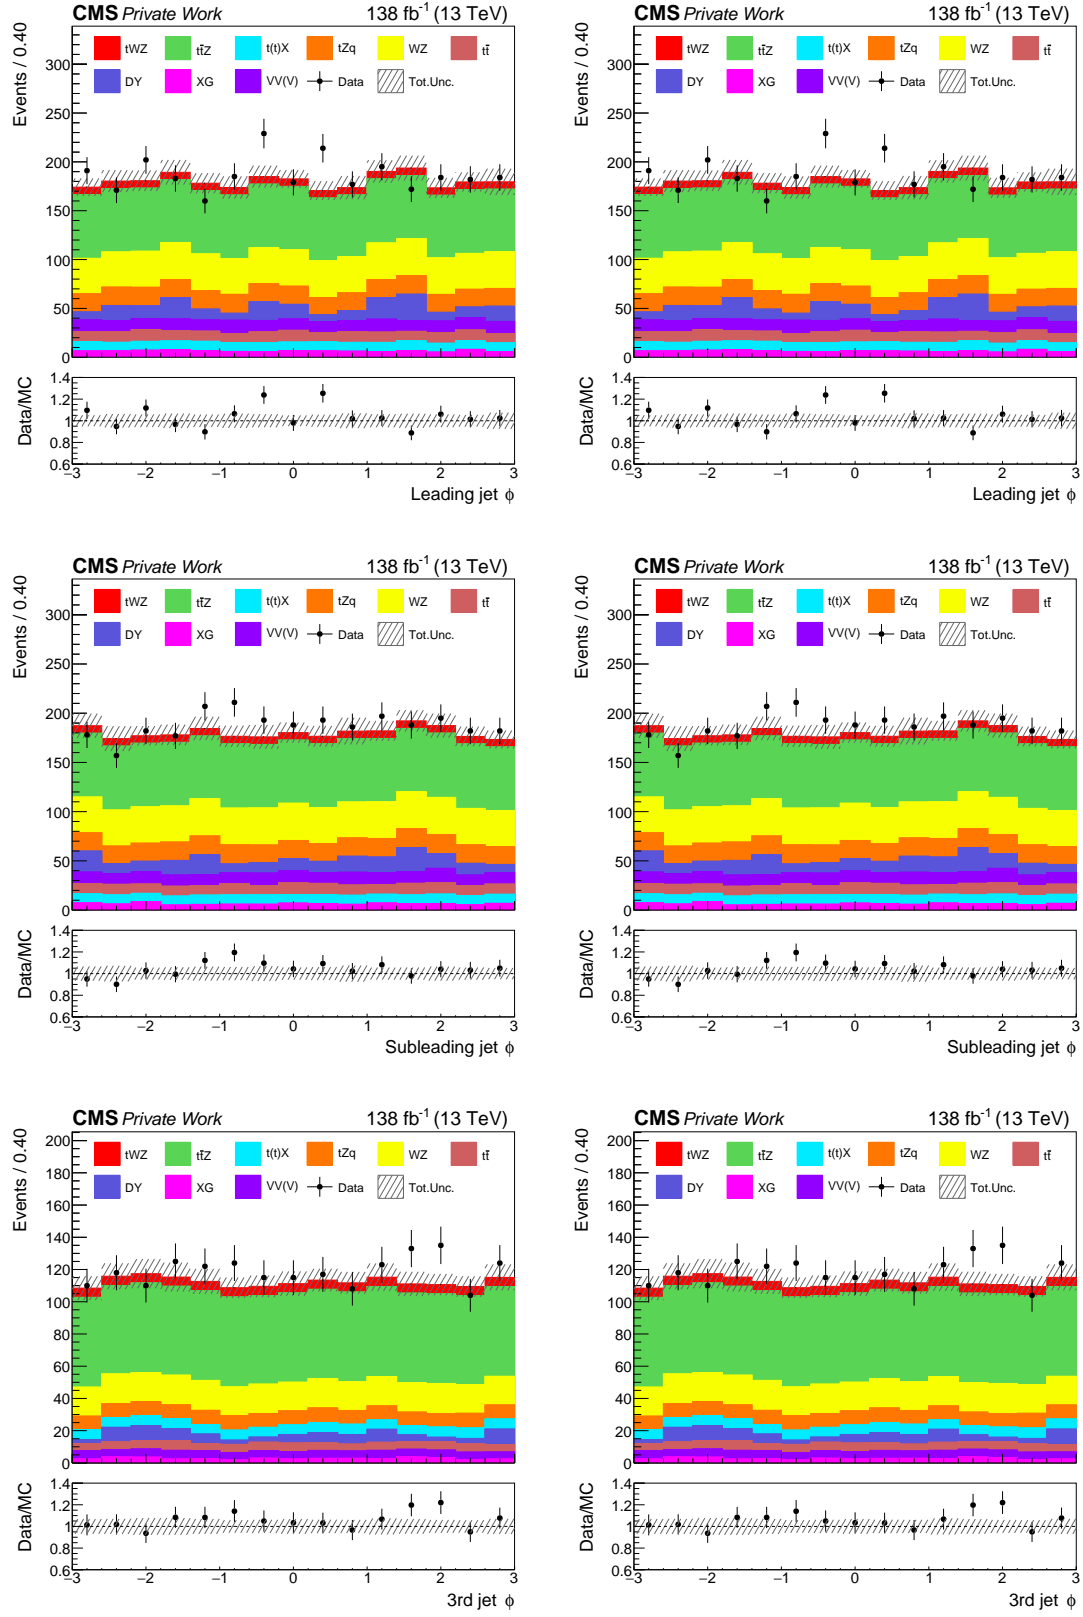 CMS Private Work 138 fb-1 (13 TeV)
Events / 0.40
tWZ tt̄Z t(t)X tZq WZ tt̄
DY XG VV(V) Data Tot.Unc.
300
250
200
150
100
50
0
Data/MC
1.4
1.2
1
0.8
0.6
−3 −2 −1 0 1 2 3
Leading jet ϕ
CMS Private Work 138 fb-1 (13 TeV)
Events / 0.40
tWZ tt̄Z t(t)X tZq WZ tt̄
DY XG VV(V) Data Tot.Unc.
300
250
200
150
100
50
0
Data/MC
1.4
1.2
1
0.8
0.6
−3 −2 −1 0 1 2 3
Leading jet ϕ
CMS Private Work 138 fb-1 (13 TeV)
Events / 0.40
tWZ tt̄Z t(t)X tZq WZ tt̄
DY XG VV(V) Data Tot.Unc.
300
250
200
150
100
50
0
Data/MC
1.4
1.2
1
0.8
0.6
−3 −2 −1 0 1 2 3
Subleading jet ϕ
CMS Private Work 138 fb-1 (13 TeV)
Events / 0.40
tWZ tt̄Z t(t)X tZq WZ tt̄
DY XG VV(V) Data Tot.Unc.
300
250
200
150
100
50
0
Data/MC
1.4
1.2
1
0.8
0.6
−3 −2 −1 0 1 2 3
Subleading jet ϕ
CMS Private Work 138 fb-1 (13 TeV)
Events / 0.40
tWZ tt̄Z t(t)X tZq WZ tt̄
DY XG VV(V) Data Tot.Unc.
200
180
160
140
120
100
80
60
40
20
0
Data/MC
1.4
1.2
1
0.8
0.6
−3 −2 −1 0 1 2 3
3rd jet ϕ
CMS Private Work 138 fb-1 (13 TeV)
Events / 0.40
tWZ tt̄Z t(t)X tZq WZ tt̄
DY XG VV(V) Data Tot.Unc.
200
180
160
140
120
100
80
60
40
20
0
Data/MC
1.4
1.2
1
0.8
0.6
−3 −2 −1 0 1 2 3
3rd jet ϕ